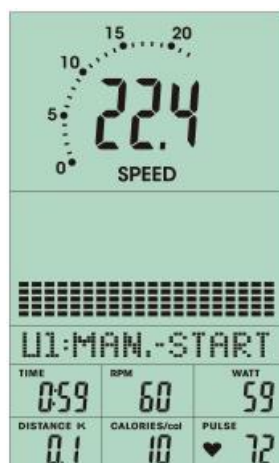 15 20
10
5
0
22.4
SPEED
U1:MAN.-START
TIME RPM WATT
0:59 60 59
DISTANCE K CALORIES/cal PULSE
0.1 10 72